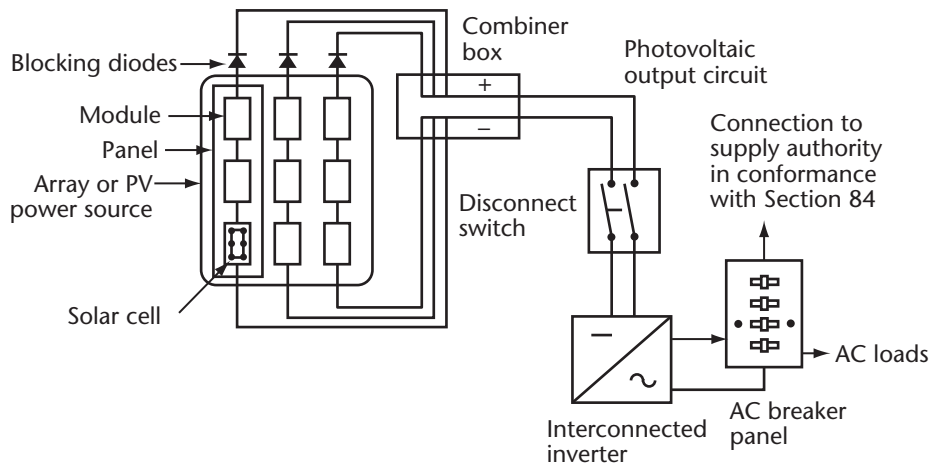 Combiner
box
Photovoltaic
output circuit
Blocking diodes
+
Module
Connection to
supply authority
in conformance
with Section 84
−
Panel
Array or PV
power source
Disconnect
switch
Solar cell
AC loads
AC breaker
panel
Interconnected
inverter